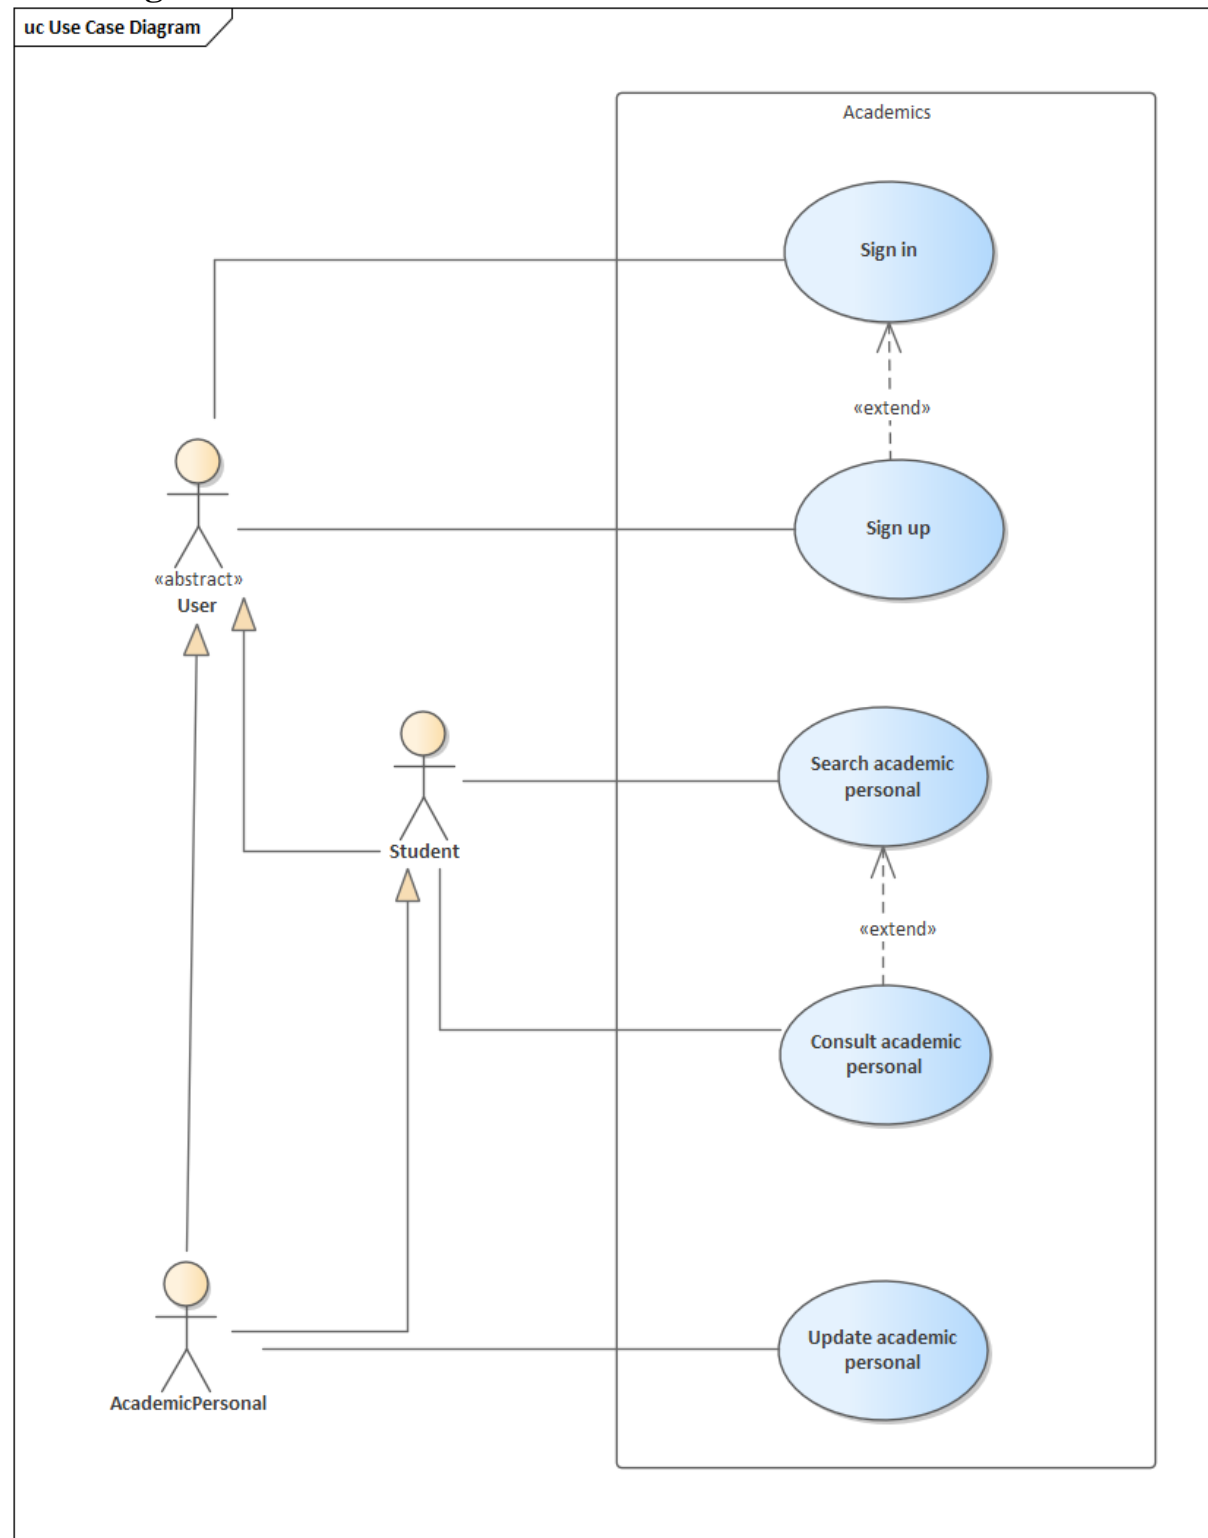 uc Use Case Diagram
Academics
Sign in
«extend»
Sign up
«abstract»
User
Search academic
personal
Student
«extend»
Consult academic
personal
Update academic
personal
AcademicPersonal